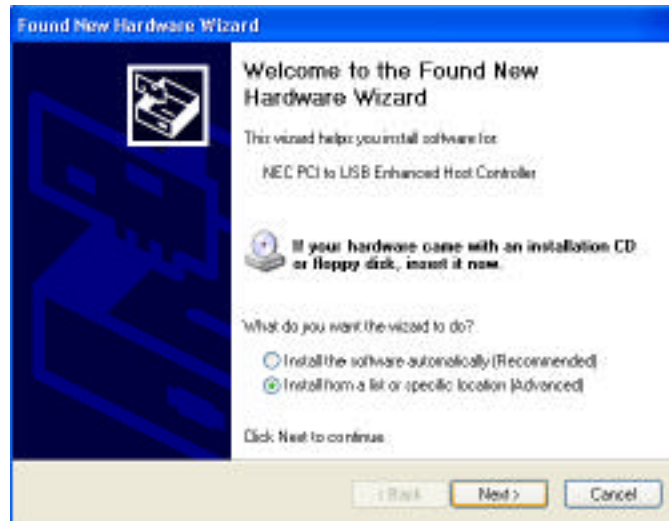 Found New Hardware Wizard
Welcome to the Found New
Hardware Wizard
This wizard helps you install software for:
NEC PCI to USB Enhanced Host Controller
If your hardware came with an installation CD
or floppy disk, insert it now.
What do you want the wizard to do?
Install the software automatically (Recommended)
Install from a list or specific location (Advanced)
Click Next to continue.
< Back Next > Cancel